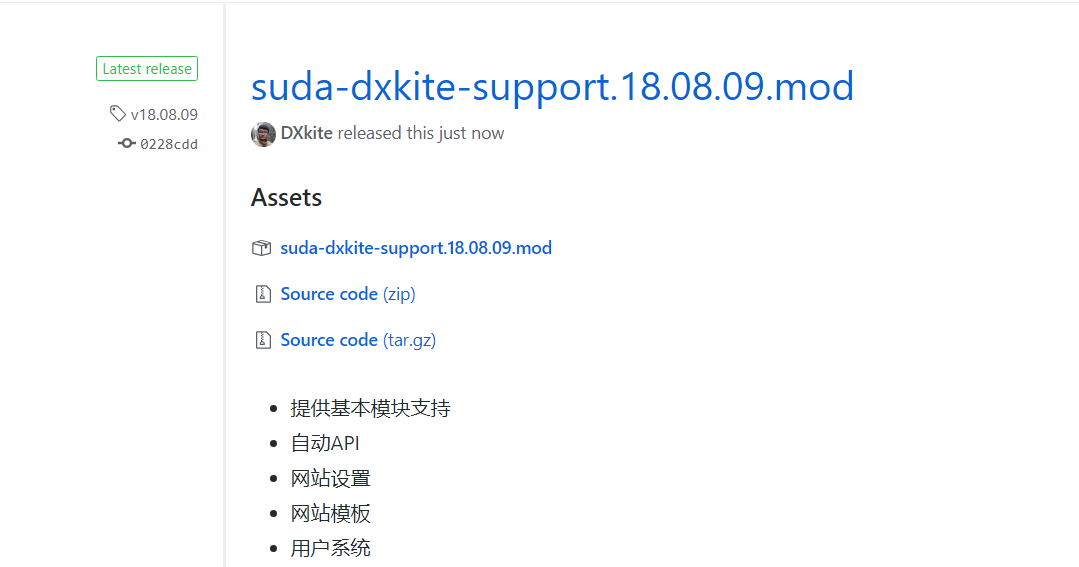 Latest release
v18.08.09
0228cdd
suda-dxkite-support.18.08.09.mod
DXkite released this just now
Assets
suda-dxkite-support.18.08.09.mod
Source code (zip)
Source code (tar.gz)
提供基本模块支持
自动API
网站设置
网站模板
用户系统